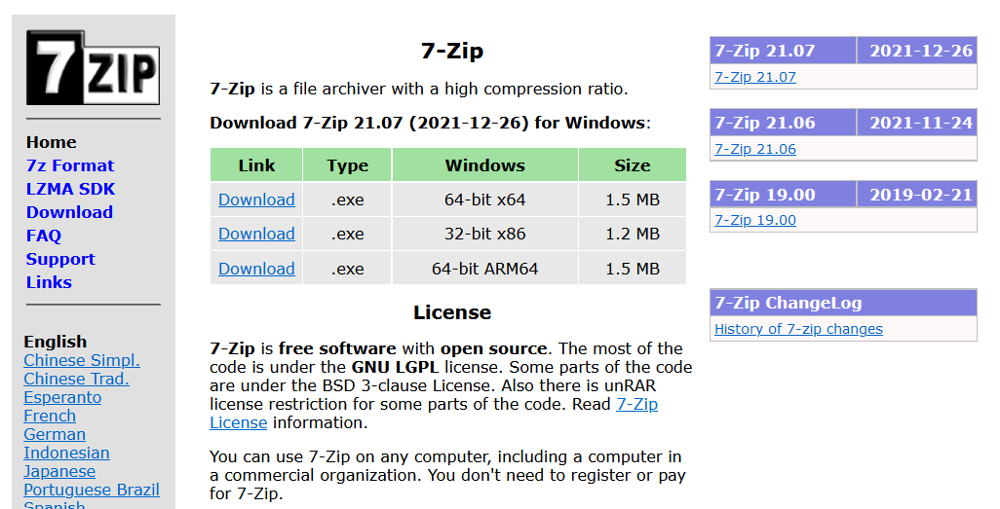 7 ZIP
Home
7z Format
LZMA SDK
Download
FAQ
Support
Links
English
Chinese Simpl.
Chinese Trad.
Esperanto
French
German
Indonesian
Japanese
Portuguese Brazil
Spanish
7-Zip
7-Zip is a file archiver with a high compression ratio.
Download 7-Zip 21.07 (2021-12-26) for Windows:
Link Type Windows Size
Download .exe 64-bit x64 1.5 MB
Download .exe 32-bit x86 1.2 MB
Download .exe 64-bit ARM64 1.5 MB
License
7-Zip is free software with open source. The most of the
code is under the GNU LGPL license. Some parts of the code
are under the BSD 3-clause License. Also there is unRAR
license restriction for some parts of the code. Read 7-Zip
License information.
You can use 7-Zip on any computer, including a computer in
a commercial organization. You don't need to register or pay
for 7-Zip.
7-Zip 21.07 2021-12-26
7-Zip 21.07
7-Zip 21.06 2021-11-24
7-Zip 21.06
7-Zip 19.00 2019-02-21
7-Zip 19.00
7-Zip ChangeLog
History of 7-zip changes